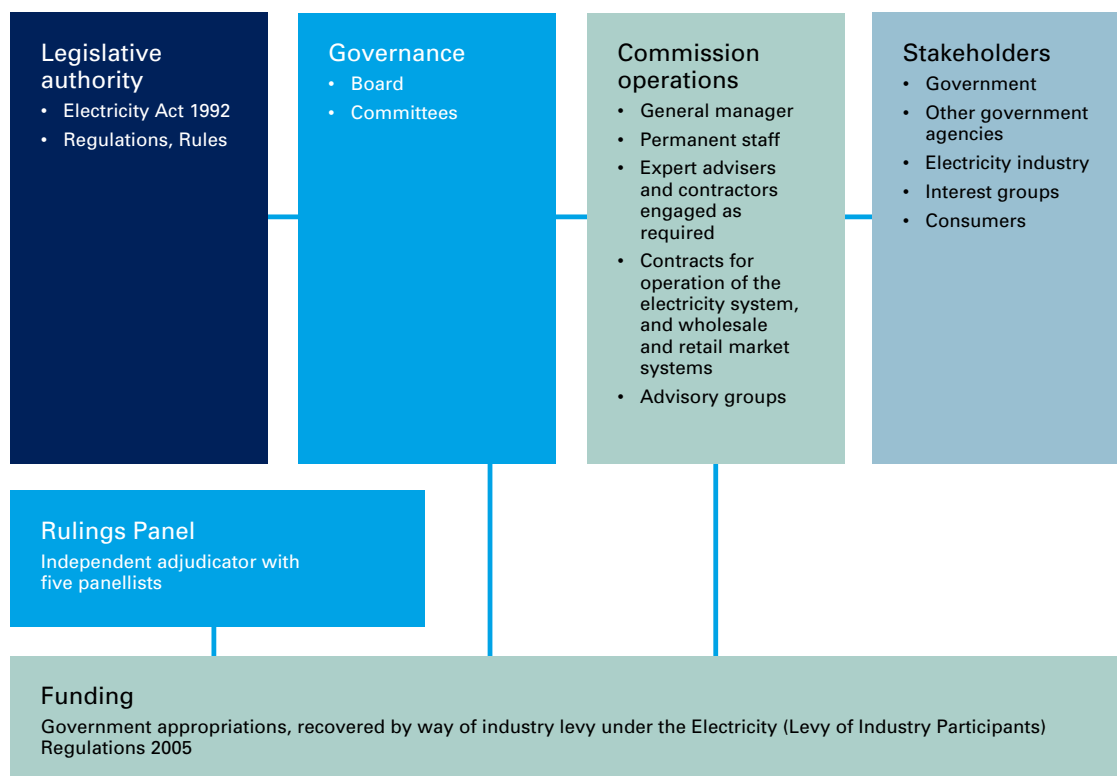 Legislative
authority
• Electricity Act 1992
• Regulations, Rules
Governance
• Board
• Committees
Commission
operations
• General manager
• Permanent staff
• Expert advisers
and contractors
engaged as
required
• Contracts for
operation of the
electricity system,
and wholesale
and retail market
systems
• Advisory groups
Stakeholders
• Government
• Other government
agencies
• Electricity industry
• Interest groups
• Consumers
Rulings Panel
Independent adjudicator with
five panellists
Funding
Government appropriations, recovered by way of industry levy under the Electricity (Levy of Industry Participants)
Regulations 2005